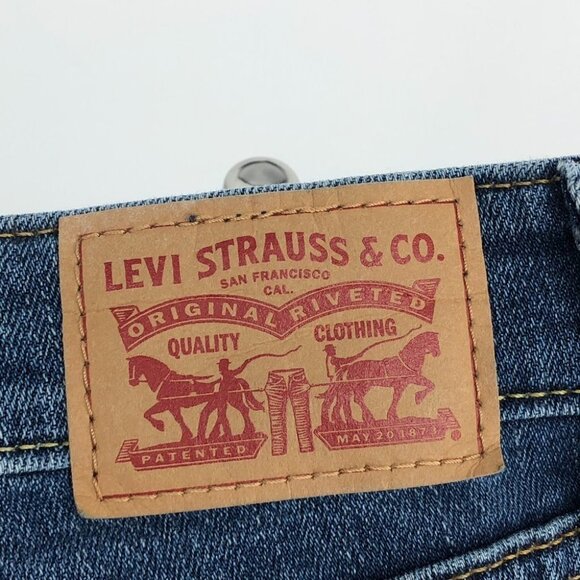 LEVI STRAUSS & CO.
SAN FRANCISCO
CAL.
ORIGINAL RIVETED
QUALITY CLOTHING
PATENTED MAY 20 1873
®